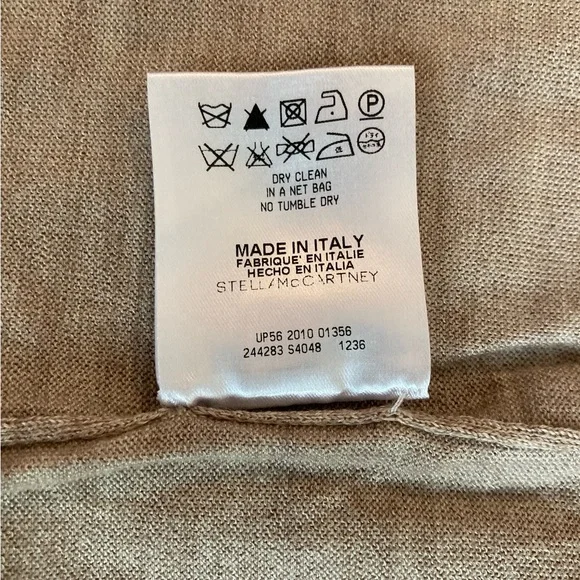 P
DRY CLEAN
IN A NET BAG
NO TUMBLE DRY
MADE IN ITALY
FABRIQUE' EN ITALIE
HECHO EN ITALIA
STELLAMcCARTNEY
UP56 2010 01356
244283 S4048 1236